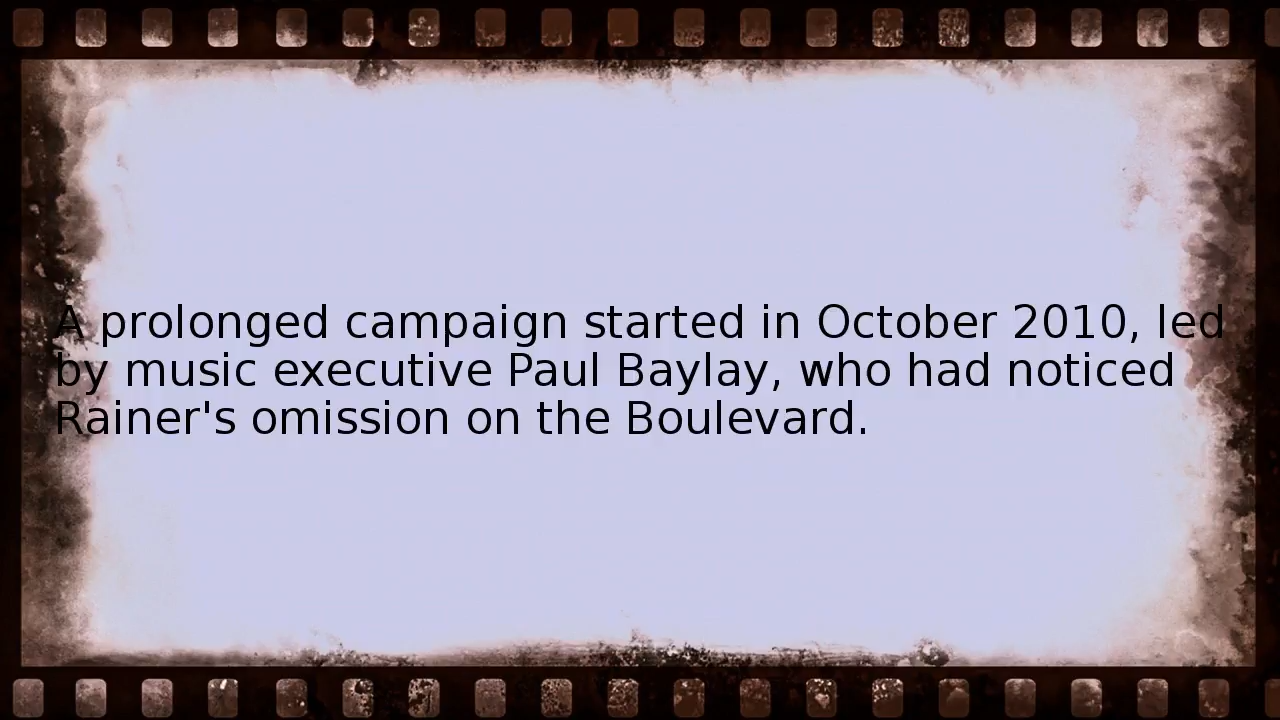 A prolonged campaign started in October 2010, led
by music executive Paul Baylay, who had noticed
Rainer's omission on the Boulevard.